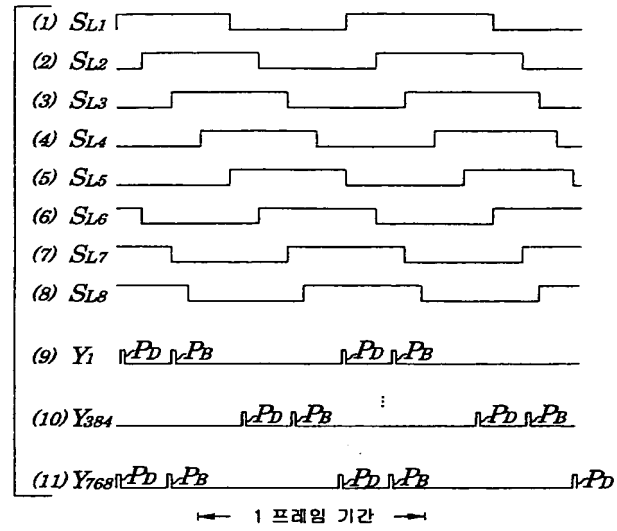 (1) SL1
(2) SL2
(3) SL3
(4) SL4
(5) SL5
(6) SL6
(7) SL7
(8) SL8
(9) Y1 PD PB PD PB
(10) Y384 PD PB ⋮ PD PB
(11) Y768 PD PB PD PB PD
1 프레임 기간